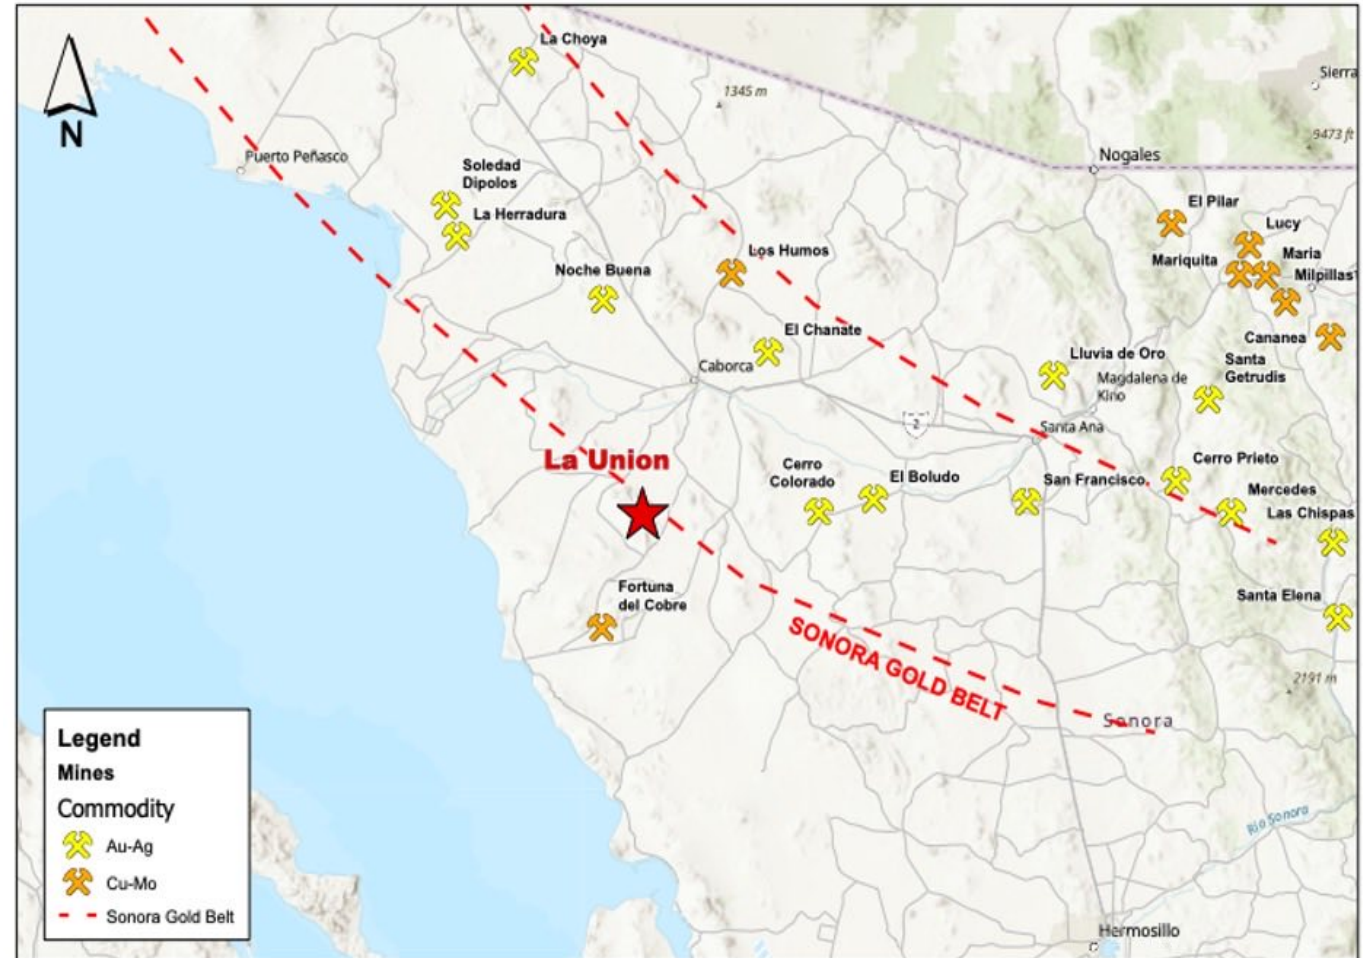 La Choya
1345 m
Sierra
9473 ft
N
Puerto Peñasco
Nogales
Soledad
Dipolos
La Herradura
El Pilar
Lucy
Mariquita
Maria
Milpillas
Los Humos
Noche Buena
El Chanate
Cananea
Caborca
Lluvia de Oro
Magdalena de
Kino
Santa
Getrudis
2
Santa Ana
La Union
Cerro
Colorado
El Boludo
San Francisco
Cerro Prieto
Mercedes
Las Chispas
Fortuna
del Cobre
Santa Elena
SONORA GOLD BELT
2191 m
Sonora
Río Sonora
Hermosillo
Legend
Mines
Commodity
Au-Ag
Cu-Mo
Sonora Gold Belt